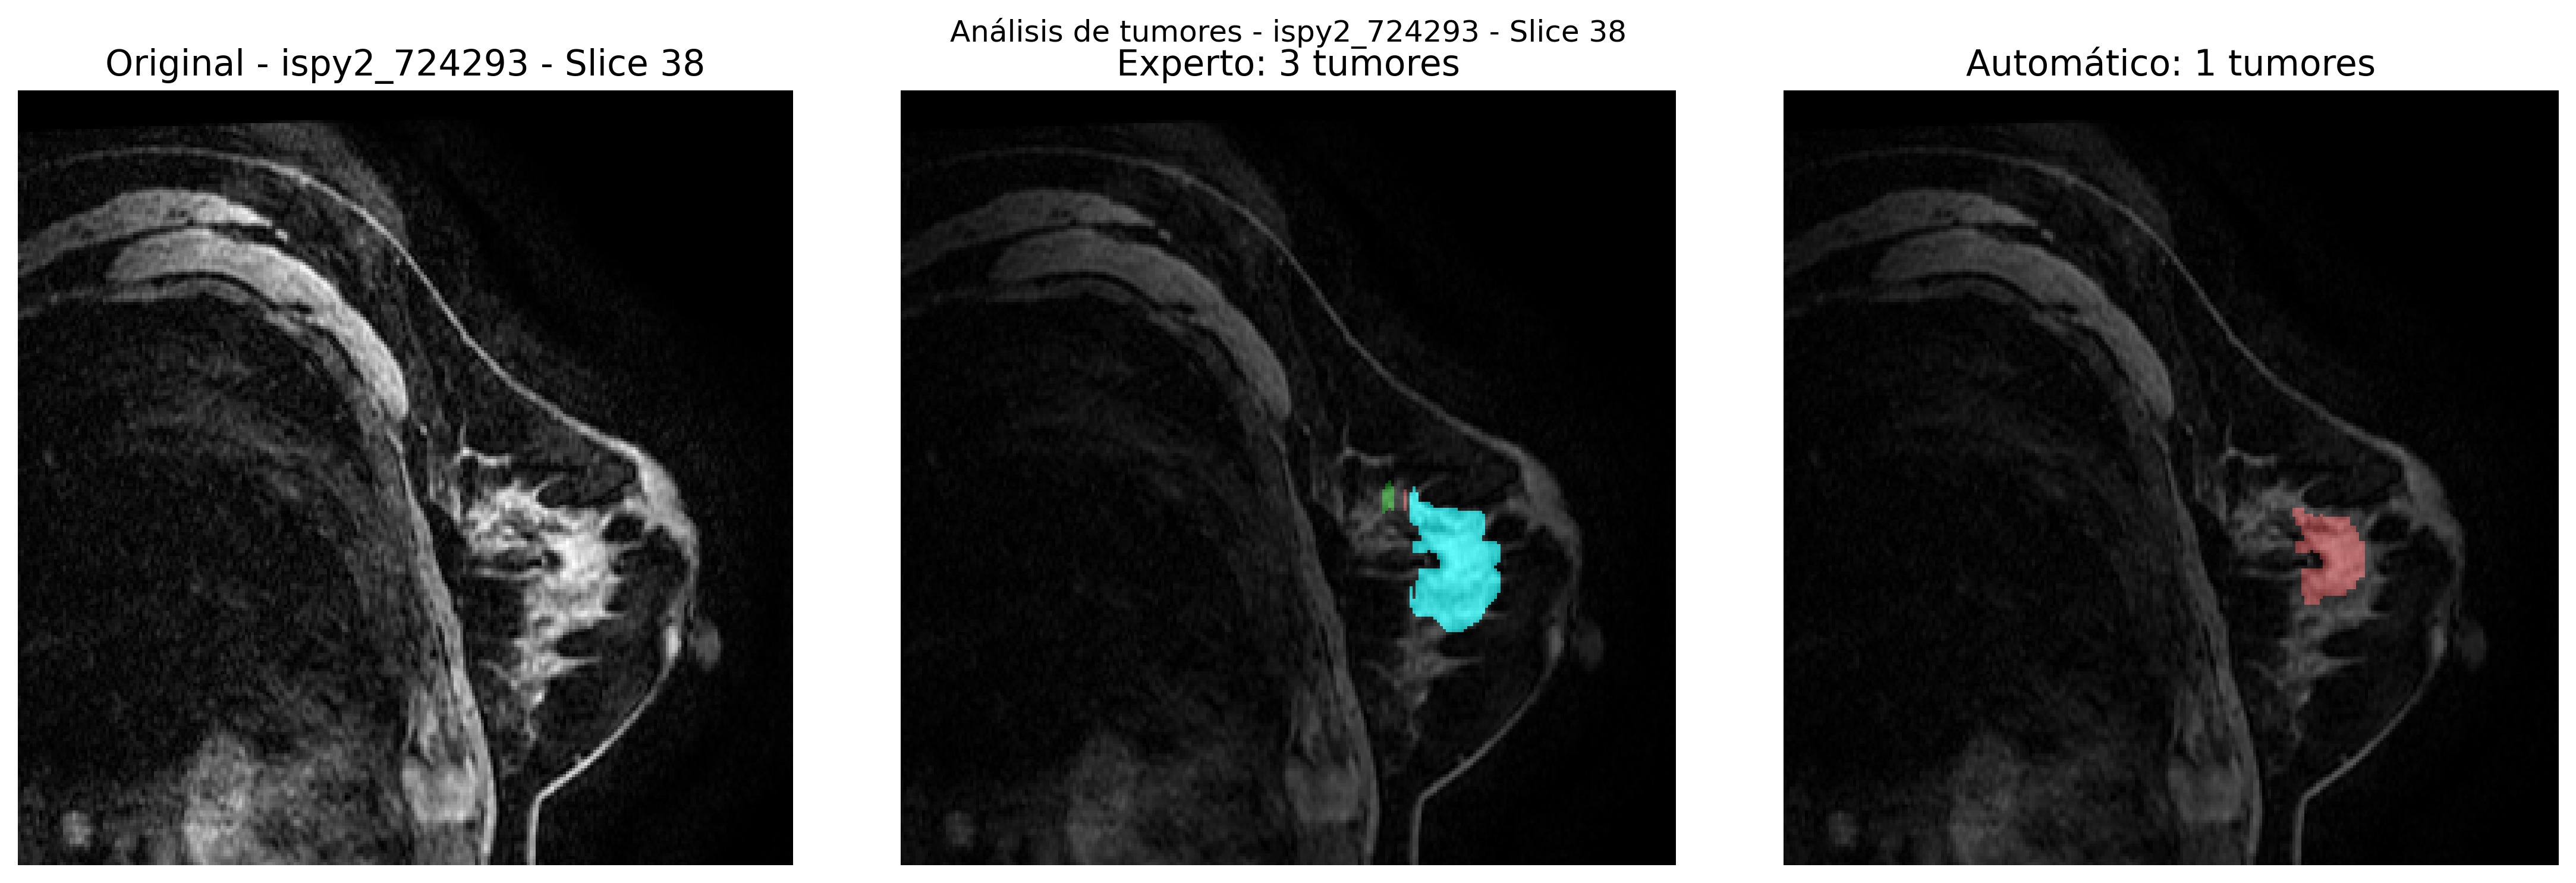 Análisis de tumores - ispy2_724293 - Slice 38
Original - ispy2_724293 - Slice 38
Experto: 3 tumores
Automático: 1 tumores